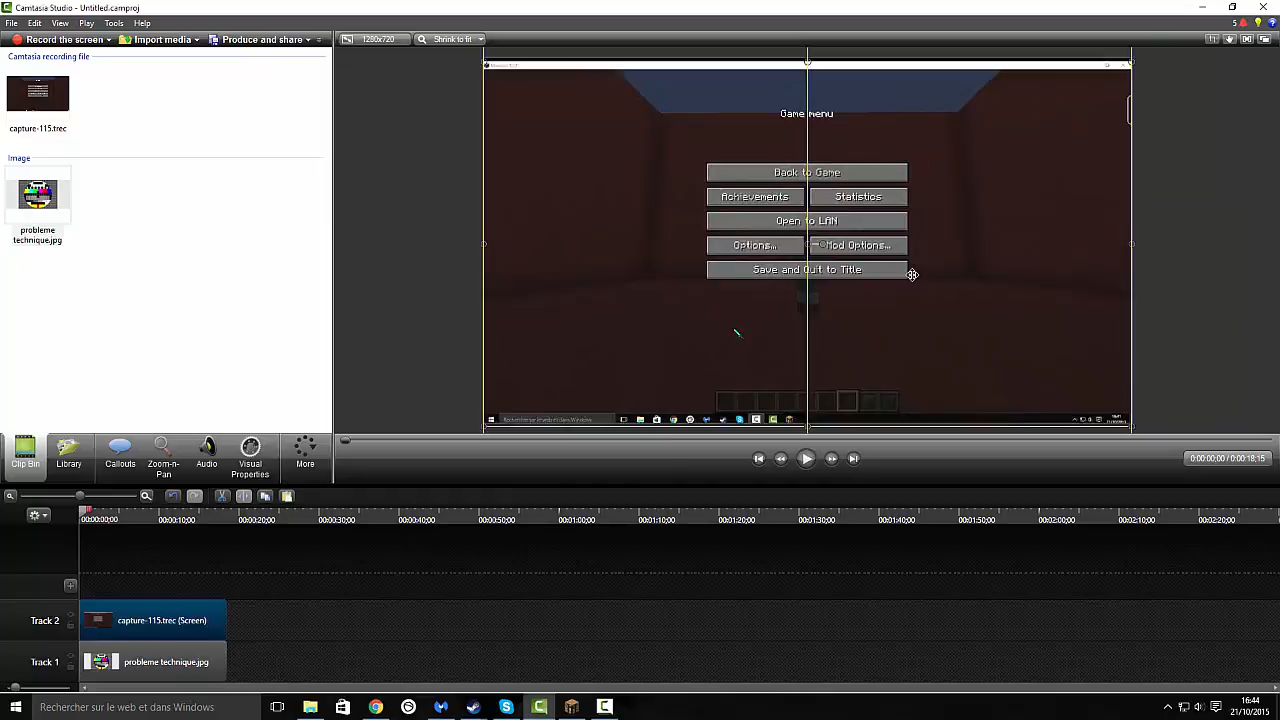 Camtasia Studio - Untitled.camproj
File Edit View Play Tools Help
5
Record the screen Import media Produce and share
1280x720 Shrink to fit
Camtasia recording file
capture-115.trec
Image
probleme
technique.jpg
Game menu
Back to Game
Achievements Statistics
Open to LAN
Options... Mod Options...
Save and Quit to Title
Clip Bin Library Callouts Zoom-n-
Pan Audio Visual
Properties More
0:00:00;00 / 0:00:18;15
00:00:00;00 00:00:10;00 00:00:20;00 00:00:30;00 00:00:40;00 00:00:50;00 00:01:00;00 00:01:10;00 00:01:20;00 00:01:30;00 00:01:40;00 00:01:50;00 00:02:00;00 00:02:10;00 00:02:20;00
Track 2 capture-115.trec (Screen)
Track 1 probleme technique.jpg
Rechercher sur le web et dans Windows
16:44
21/10/2015